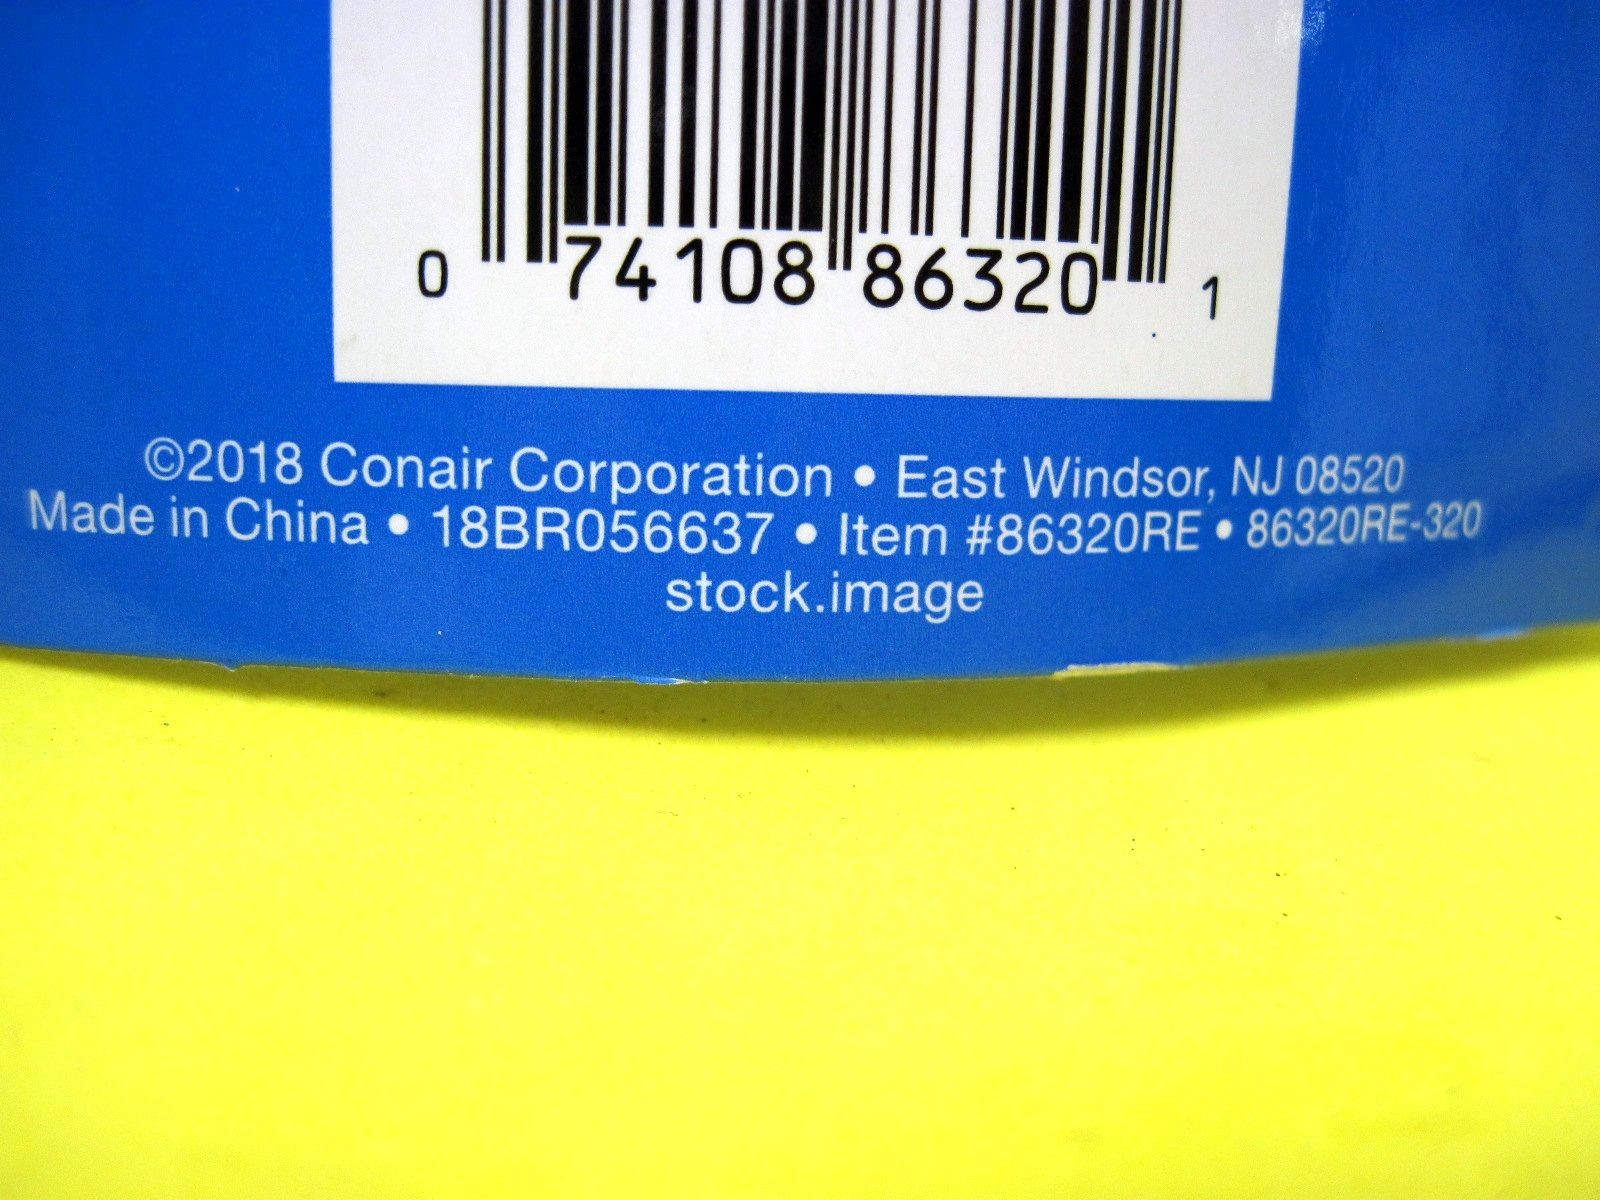 0 74108 86320 1
©2018 Conair Corporation • East Windsor, NJ 08520
Made in China • 18BR056637 • Item #86320RE • 86320RE-320
stock.image